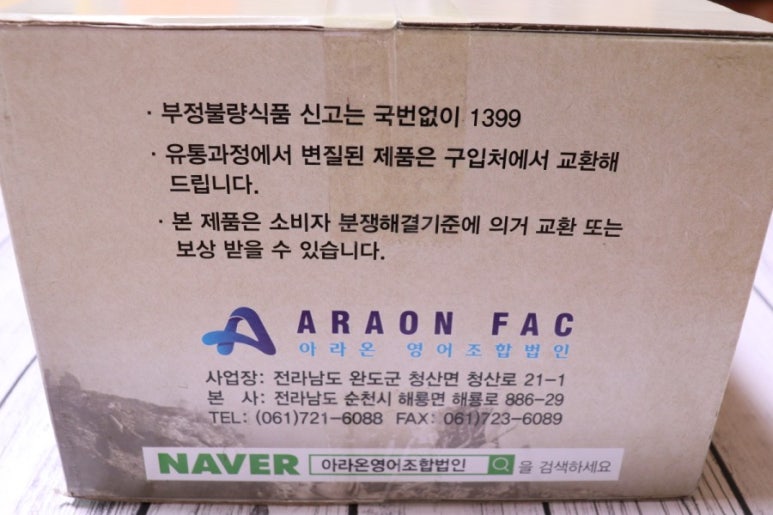 · 부정불량식품 신고는 국번없이 1399
· 유통과정에서 변질된 제품은 구입처에서 교환해
드립니다.
· 본 제품은 소비자 분쟁해결기준에 의거 교환 또는
보상 받을 수 있습니다.
ARAON FAC
아라온 영어조합법인
사업장: 전라남도 완도군 청산면 청산로 21-1
본 사: 전라남도 순천시 해룡면 해룡로 886-29
TEL: (061)721-6088 FAX: 061)723-6089
NAVER 아라온영어조합법인 을 검색하세요